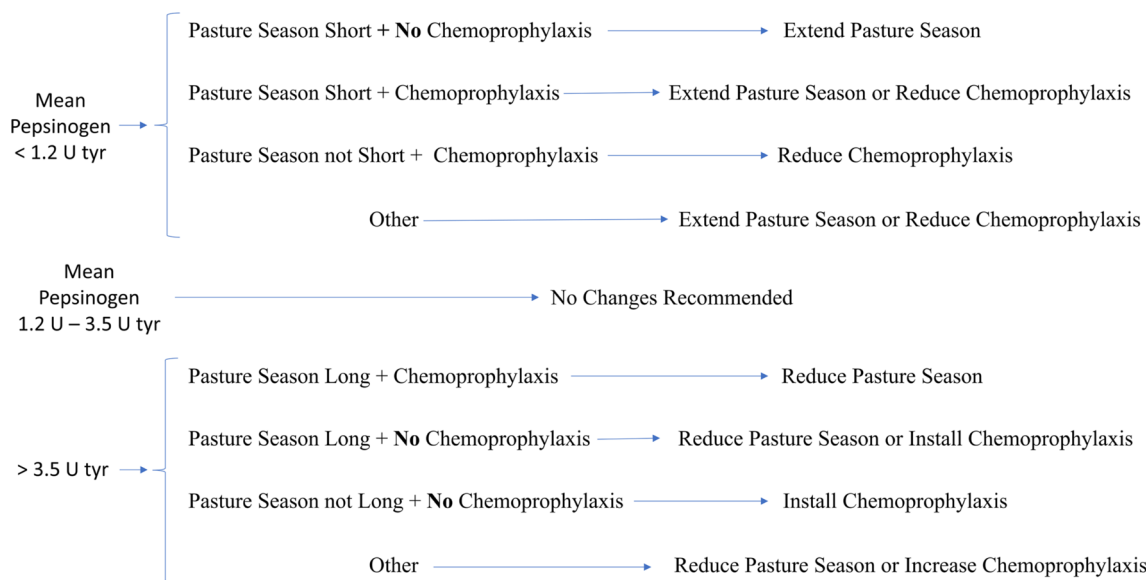 Pasture Season Short + No Chemoprophylaxis Extend Pasture Season
Mean
Pepsinogen
< 1.2 U tyr
Pasture Season Short + Chemoprophylaxis Extend Pasture Season or Reduce Chemoprophylaxis
Pasture Season not Short + Chemoprophylaxis Reduce Chemoprophylaxis
Other Extend Pasture Season or Reduce Chemoprophylaxis
Mean
Pepsinogen
1.2 U – 3.5 U tyr
No Changes Recommended
Pasture Season Long + Chemoprophylaxis Reduce Pasture Season
Pasture Season Long + No Chemoprophylaxis Reduce Pasture Season or Install Chemoprophylaxis
> 3.5 U tyr
Pasture Season not Long + No Chemoprophylaxis Install Chemoprophylaxis
Other Reduce Pasture Season or Increase Chemoprophylaxis